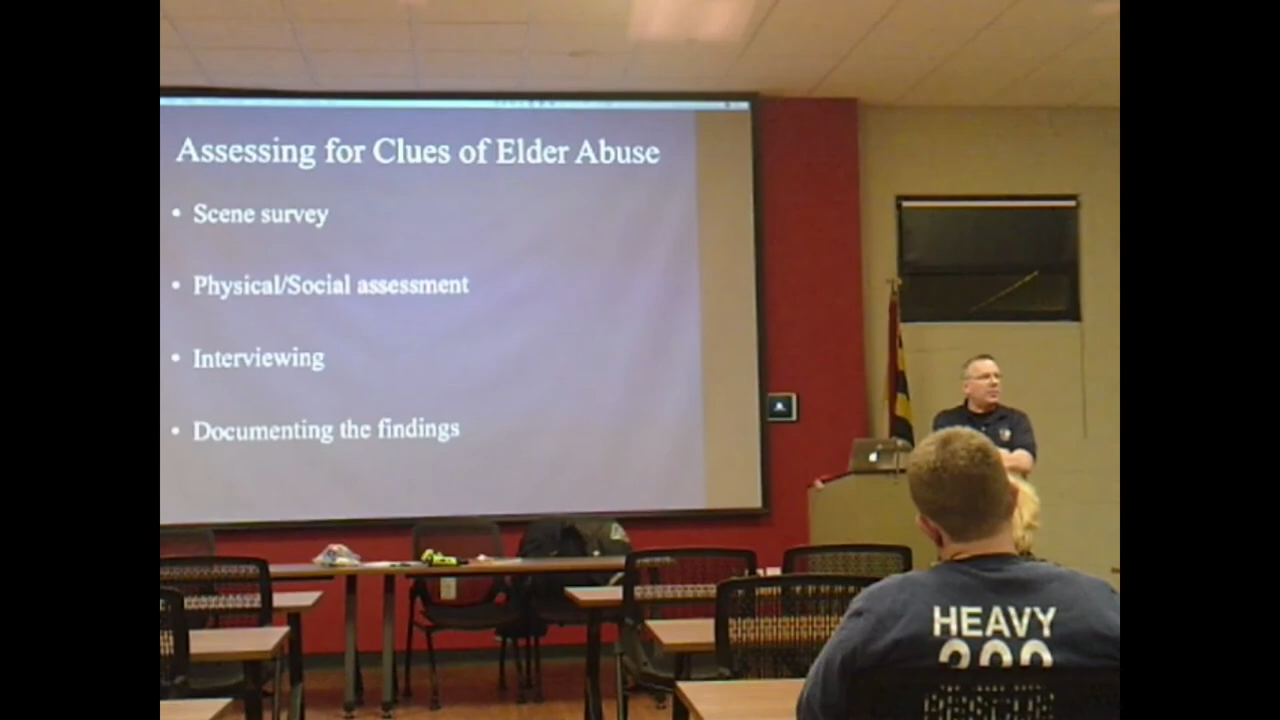 Assessing for Clues of Elder Abuse
• Scene survey
• Physical/Social assessment
• Interviewing
• Documenting the findings
HEAVY